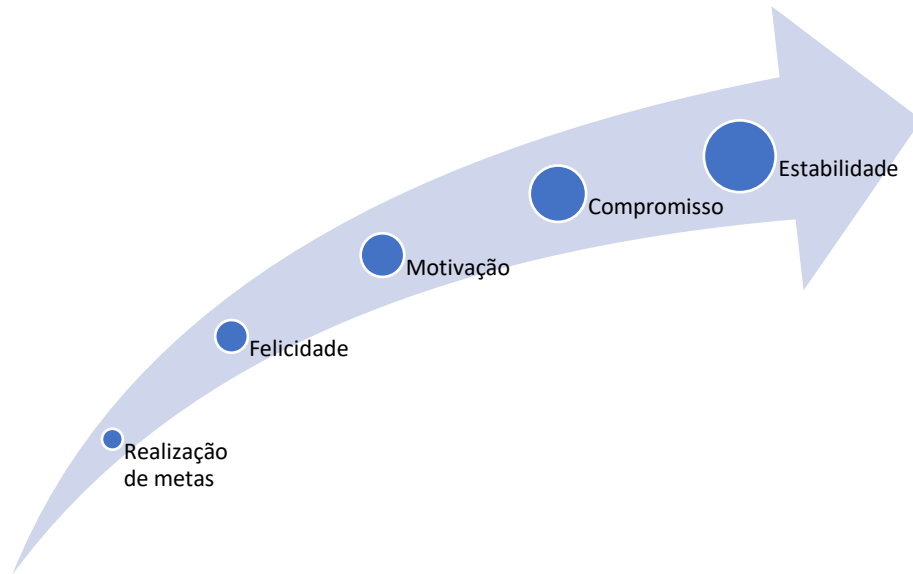 Estabilidade
Compromisso
Motivação
Felicidade
Realização
de metas